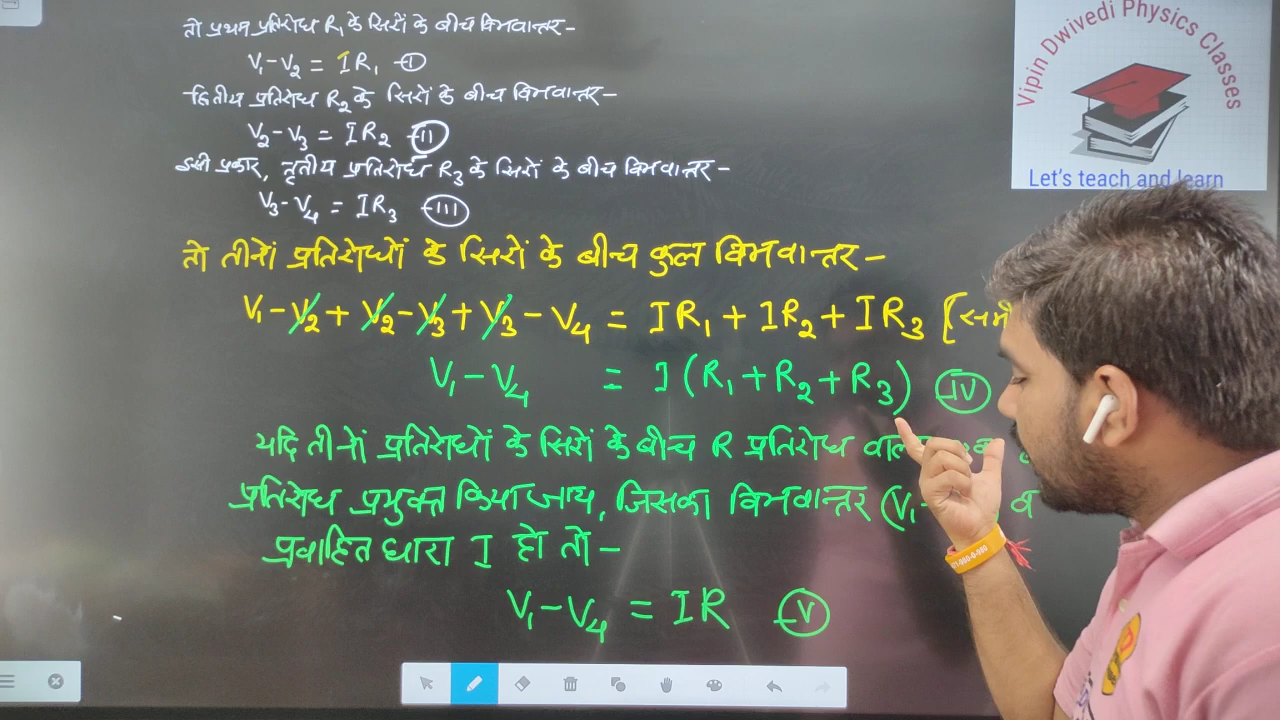 तो प्रथम प्रतिरोध R₁ के सिरों के बीच विभवान्तर-
V₁-V₂ = IR₁ -Ⓘ
द्वितीय प्रतिरोध R₂ के सिरों के बीच विभवान्तर-
V₂-V₃ = IR₂ -(II)
इसी प्रकार, तृतीय प्रतिरोध R₃ के सिरों के बीच विभवान्तर-
V₃-V₄ = IR₃ -(III)
तो तीनों प्रतिरोधों के सिरों के बीच कुल विभवान्तर-
V₁-V₂+V₂-V₃+V₃-V₄ = IR₁+IR₂+IR₃
V₁-V₄ = I(R₁+R₂+R₃) -(IV)
यदि तीनों प्रतिरोधों के सिरों के बीच R प्रतिरोध
प्रतिरोध प्रयुक्त किया जाय, जिसका विभवान्तर (V₁- व
प्रवाहित धारा I हो तो-
V₁-V₄ = IR -(V)
Vipin Dwivedi Physics Classes
Let's teach and learn